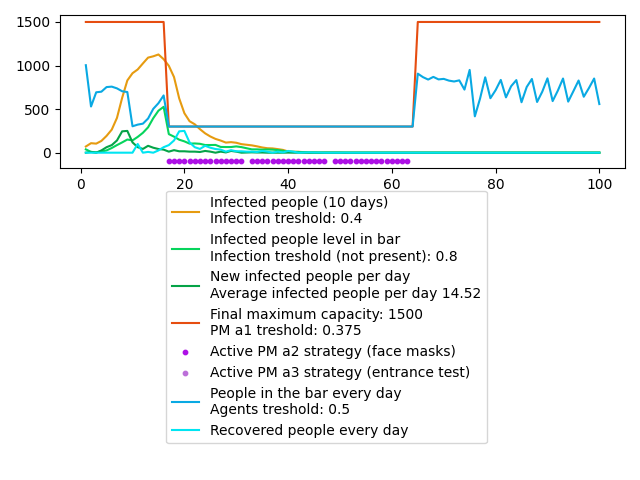 1500
1000
500
0
0
20
40
60
80
100
Infected people (10 days)
Infection treshold: 0.4
Infected people level in bar
Infection treshold (not present): 0.8
New infected people per day
Average infected people per day 14.52
Final maximum capacity: 1500
PM a1 treshold: 0.375
Active PM a2 strategy (face masks)
Active PM a3 strategy (entrance test)
People in the bar every day
Agents treshold: 0.5
Recovered people every day